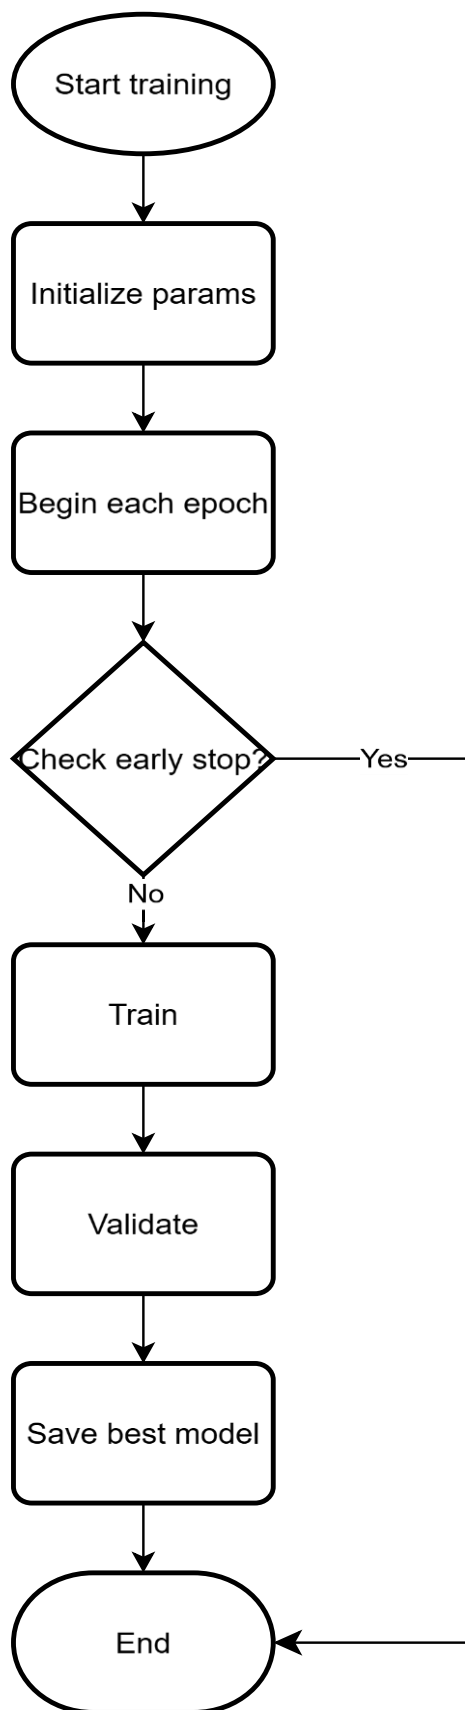 Start training
Initialize params
Begin each epoch
Check early stop?
Yes
No
Train
Validate
Save best model
End